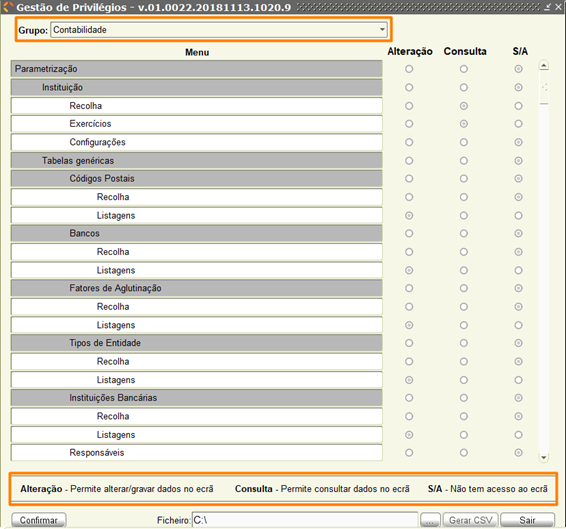 Gestão de Privilégios - v.01.0022.20181113.1020.9
Grupo: Contabilidade
Menu Alteração Consulta S/A
Parametrização
Instituição
Recolha
Exercícios
Configurações
Tabelas genéricas
Códigos Postais
Recolha
Listagens
Bancos
Recolha
Listagens
Fatores de Aglutinação
Recolha
Listagens
Tipos de Entidade
Recolha
Listagens
Instituições Bancárias
Recolha
Listagens
Responsáveis
Alteração - Permite alterar/gravar dados no ecrã Consulta - Permite consultar dados no ecrã S/A - Não tem acesso ao ecrã
Confirmar Ficheiro: C:\ .... Gerar CSV Sair